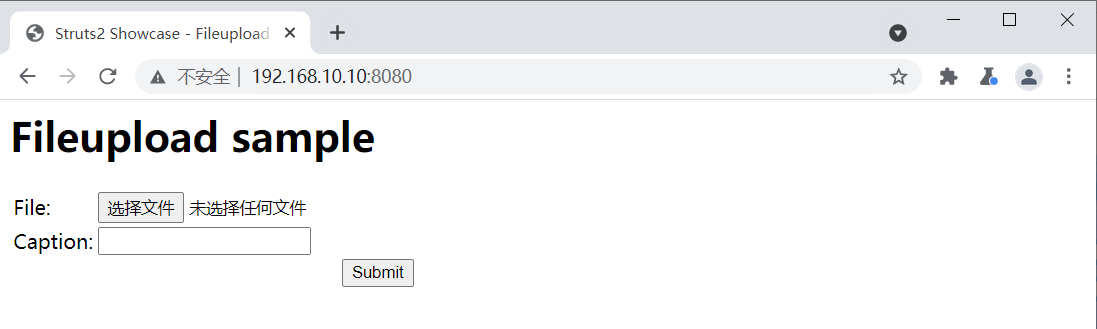 Struts2 Showcase - Fileupload
不安全 | 192.168.10.10:8080
Fileupload sample
File: 选择文件 未选择任何文件
Caption:
Submit